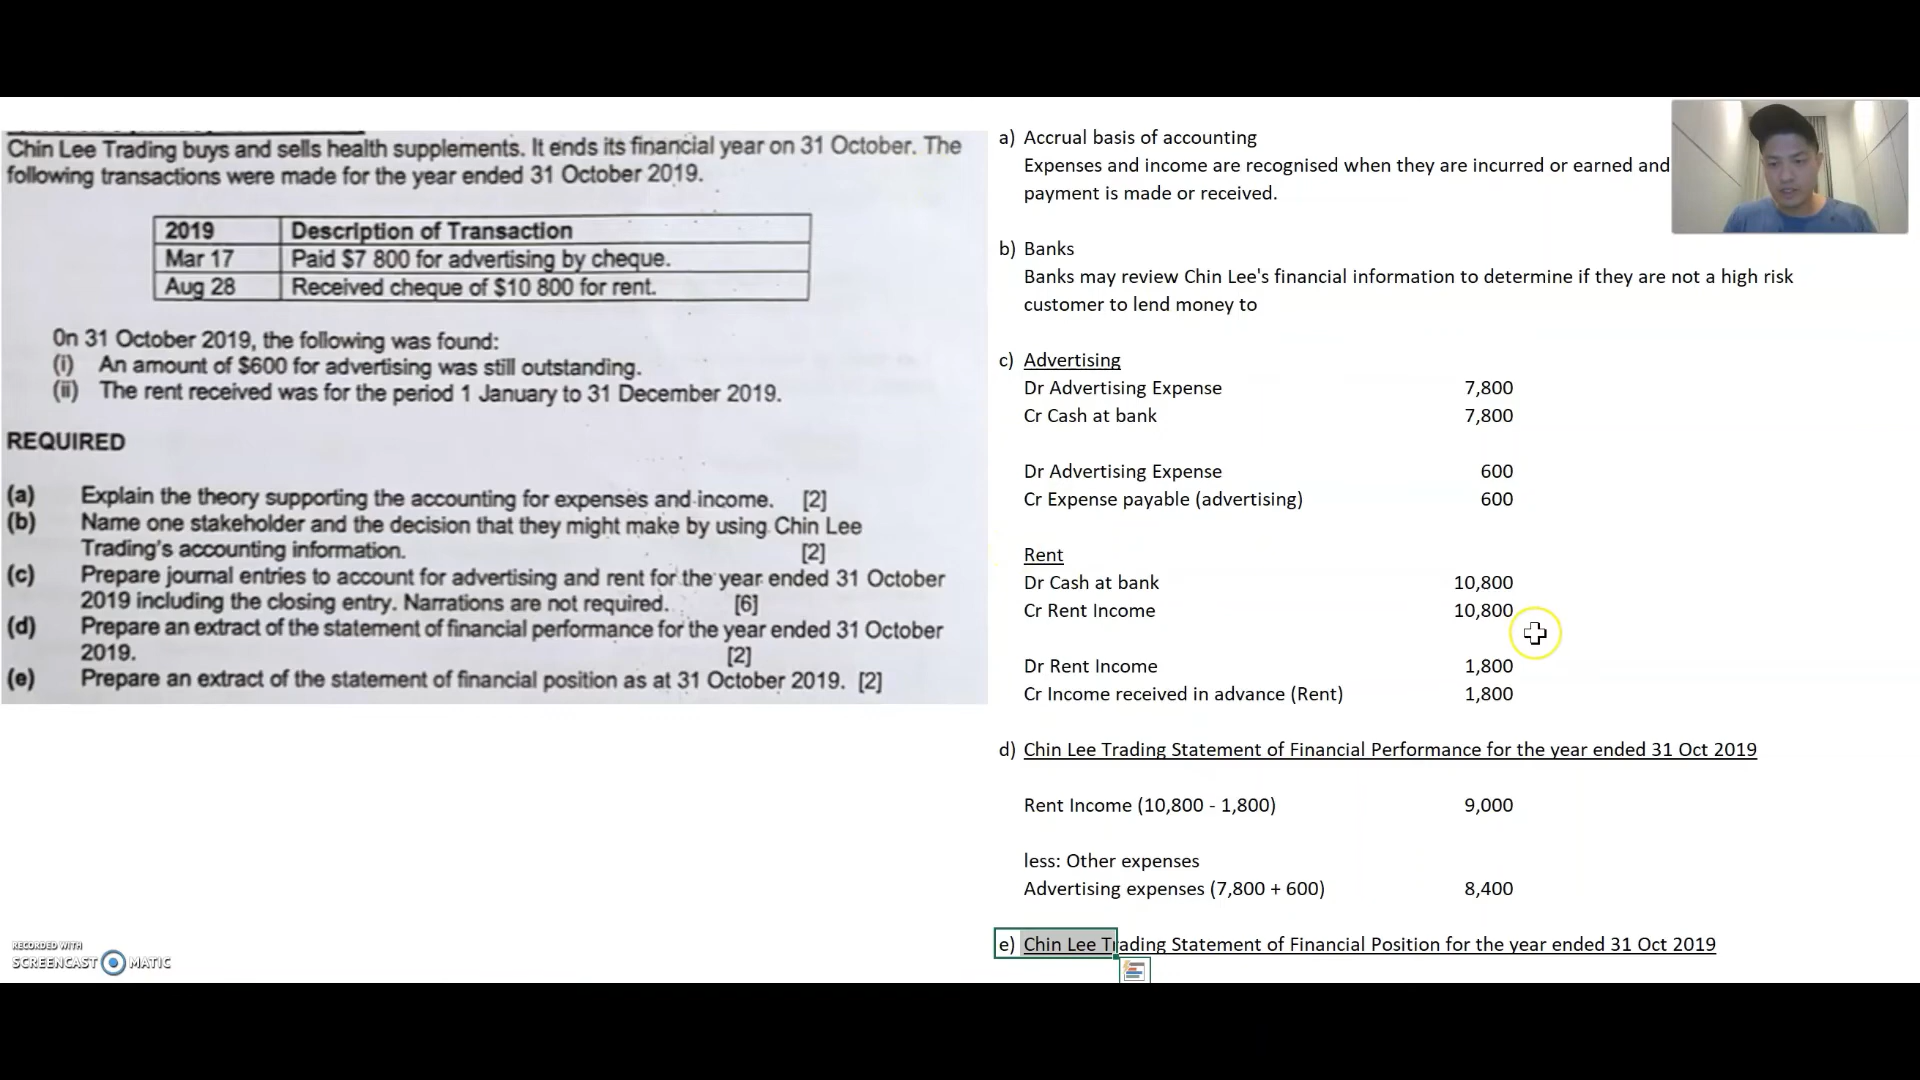 Chin Lee Trading buys and sells health supplements. It ends its financial year on 31 October. The
following transactions were made for the year ended 31 October 2019.
2019 Description of Transaction
Mar 17 Paid $7 800 for advertising by cheque.
Aug 28 Received cheque of $10 800 for rent.
On 31 October 2019, the following was found:
(i) An amount of $600 for advertising was still outstanding.
(ii) The rent received was for the period 1 January to 31 December 2019.
REQUIRED
(a) Explain the theory supporting the accounting for expenses and income. [2]
(b) Name one stakeholder and the decision that they might make by using Chin Lee
Trading's accounting information. [2]
(c) Prepare journal entries to account for advertising and rent for the year ended 31 October
2019 including the closing entry. Narrations are not required. [6]
(d) Prepare an extract of the statement of financial performance for the year ended 31 October
2019. [2]
(e) Prepare an extract of the statement of financial position as at 31 October 2019. [2]
RECORDED WITH
SCREENCAST MATIC
a) Accrual basis of accounting
Expenses and income are recognised when they are incurred or earned and
payment is made or received.
b) Banks
Banks may review Chin Lee's financial information to determine if they are not a high risk
customer to lend money to
c) Advertising
Dr Advertising Expense 7,800
Cr Cash at bank 7,800
Dr Advertising Expense 600
Cr Expense payable (advertising) 600
Rent
Dr Cash at bank 10,800
Cr Rent Income 10,800
Dr Rent Income 1,800
Cr Income received in advance (Rent) 1,800
d) Chin Lee Trading Statement of Financial Performance for the year ended 31 Oct 2019
Rent Income (10,800 - 1,800) 9,000
less: Other expenses
Advertising expenses (7,800 + 600) 8,400
e) Chin Lee Trading Statement of Financial Position for the year ended 31 Oct 2019